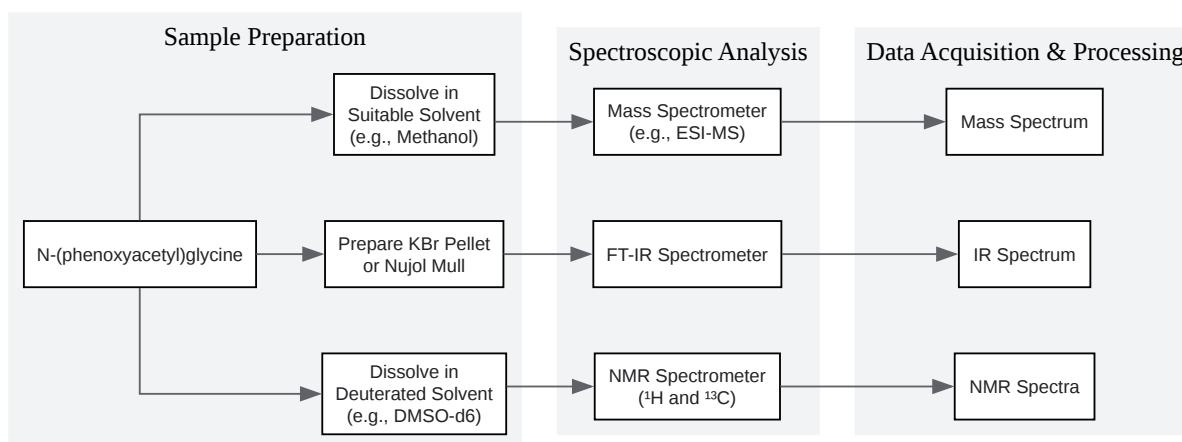 Sample Preparation
Spectroscopic Analysis
Data Acquisition & Processing
Dissolve in
Suitable Solvent
(e.g., Methanol)
Mass Spectrometer
(e.g., ESI-MS)
Mass Spectrum
N-(phenoxyacetyl)glycine
Prepare KBr Pellet
or Nujol Mull
FT-IR Spectrometer
IR Spectrum
Dissolve in
Deuterated Solvent
(e.g., DMSO-d6)
NMR Spectrometer
(¹H and ¹³C)
NMR Spectra